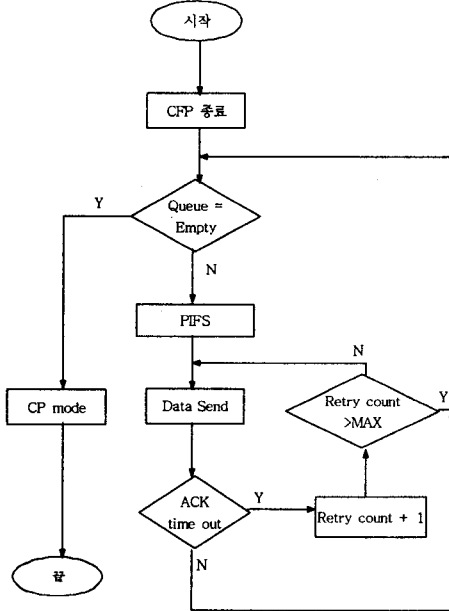 시작
CFP 종료
Queue =
Empty
Y
N
PIFS
N
CP mode
Data Send
Retry count
>MAX
Y
ACK
time out
Y
Retry count + 1
N
끝